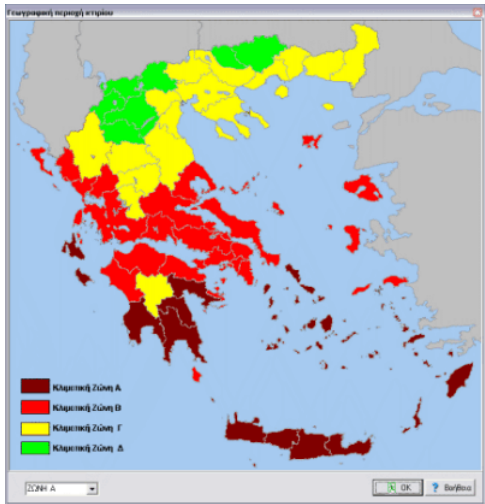 Γεωγραφική περιοχή κτιρίου
Κλιματική Ζώνη Α
Κλιματική Ζώνη Β
Κλιματική Ζώνη Γ
Κλιματική Ζώνη Δ
ΖΩΝΗ Α
OK
? Βοήθεια